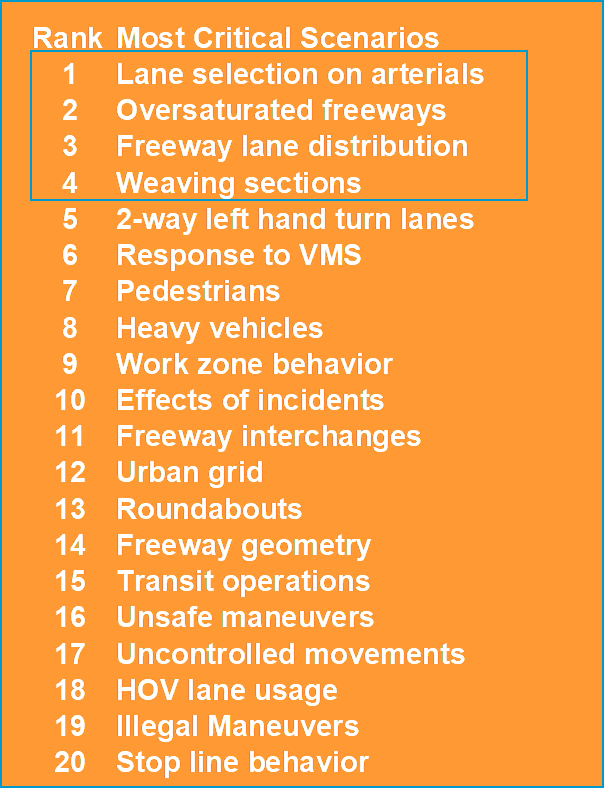 Rank Most Critical Scenarios
1 Lane selection on arterials
2 Oversaturated freeways
3 Freeway lane distribution
4 Weaving sections
5 2-way left hand turn lanes
6 Response to VMS
7 Pedestrians
8 Heavy vehicles
9 Work zone behavior
10 Effects of incidents
11 Freeway interchanges
12 Urban grid
13 Roundabouts
14 Freeway geometry
15 Transit operations
16 Unsafe maneuvers
17 Uncontrolled movements
18 HOV lane usage
19 Illegal Maneuvers
20 Stop line behavior